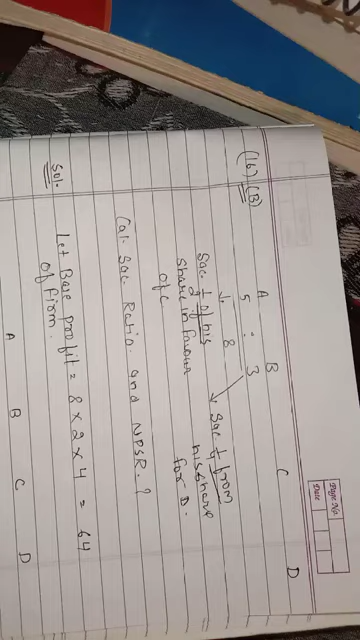 Page No.
Date
(16) (B)
A B C D
5 : 3
8
Sac. 1/2 of his share in favour of C
Sac 1/4 from his share for D.
Cal. Sac Ratio and NPSR. ?
Sol.
Let Base profit = 8 x 2 x 4 = 64
of firm.
A B C D